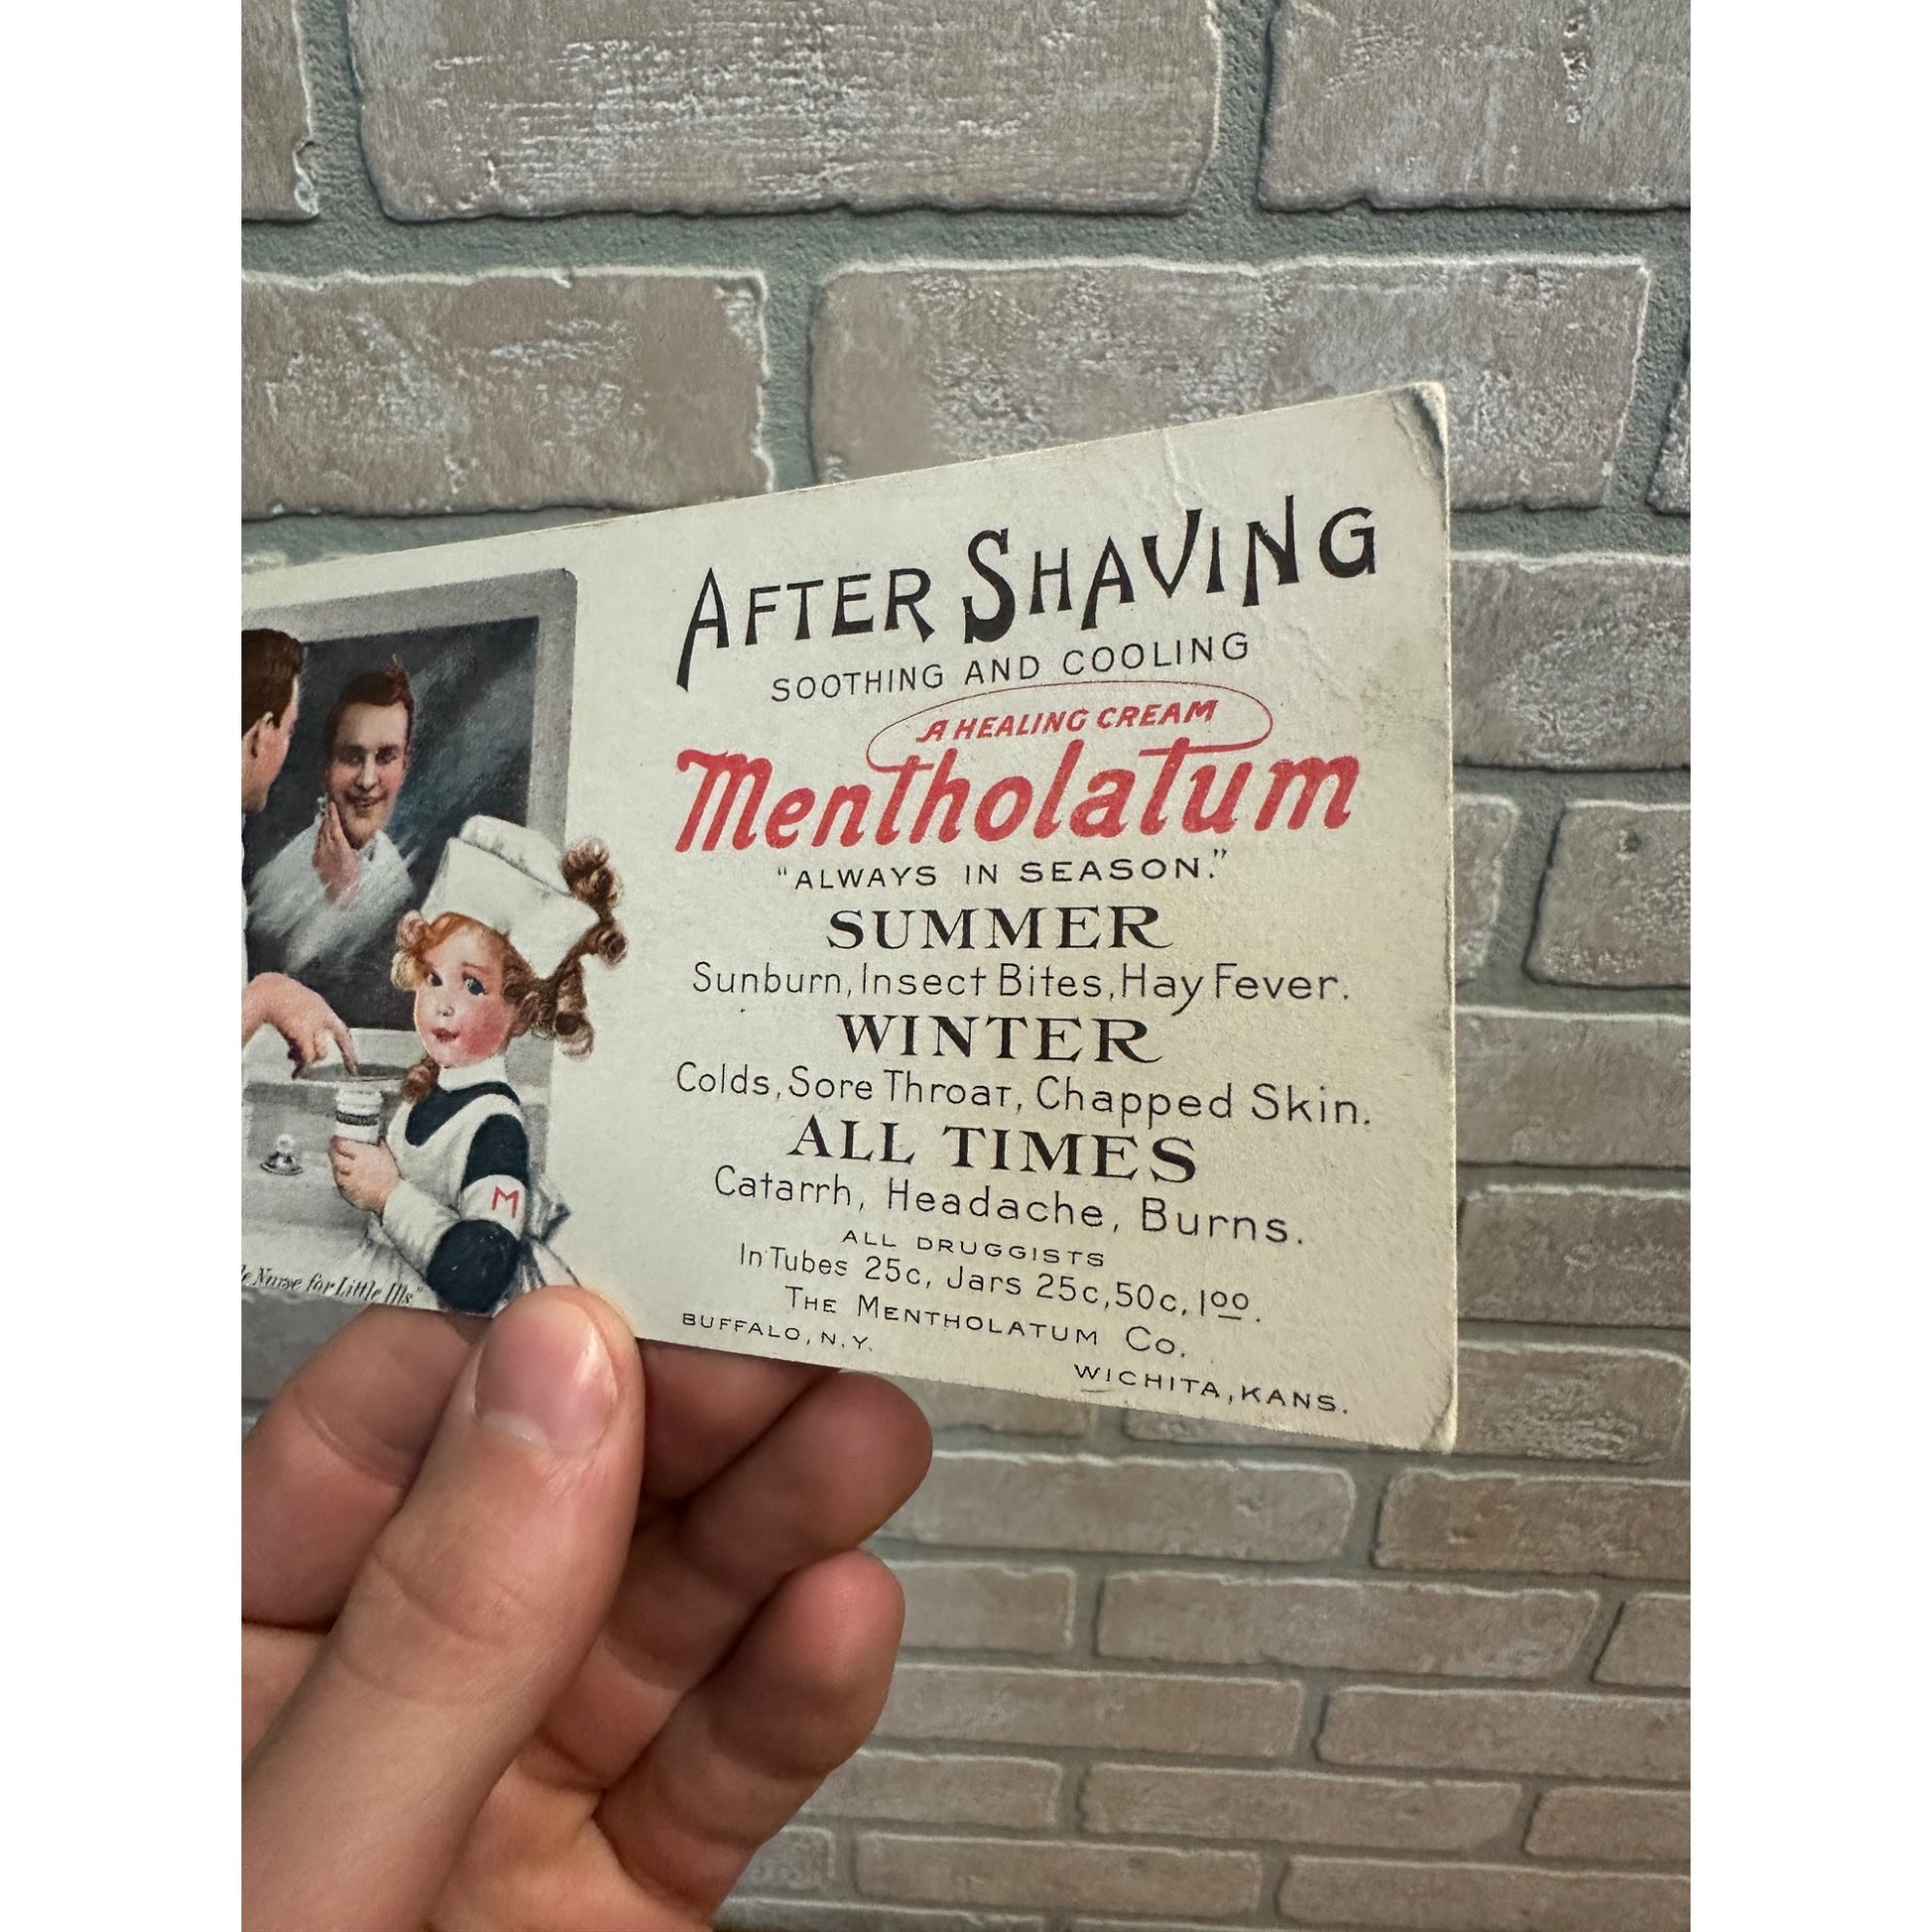 AFTER SHAVING
SOOTHING AND COOLING
A HEALING CREAM
Mentholatum
"ALWAYS IN SEASON."
SUMMER
Sunburn, Insect Bites, Hay Fever.
WINTER
Colds, Sore Throat, Chapped Skin.
ALL TIMES
Catarrh, Headache, Burns.
ALL DRUGGISTS
In Tubes 25c, Jars 25c, 50c, 100.
THE MENTHOLATUM CO.
BUFFALO, N.Y.
WICHITA, KANS.
M
Nurse for Little Ills."